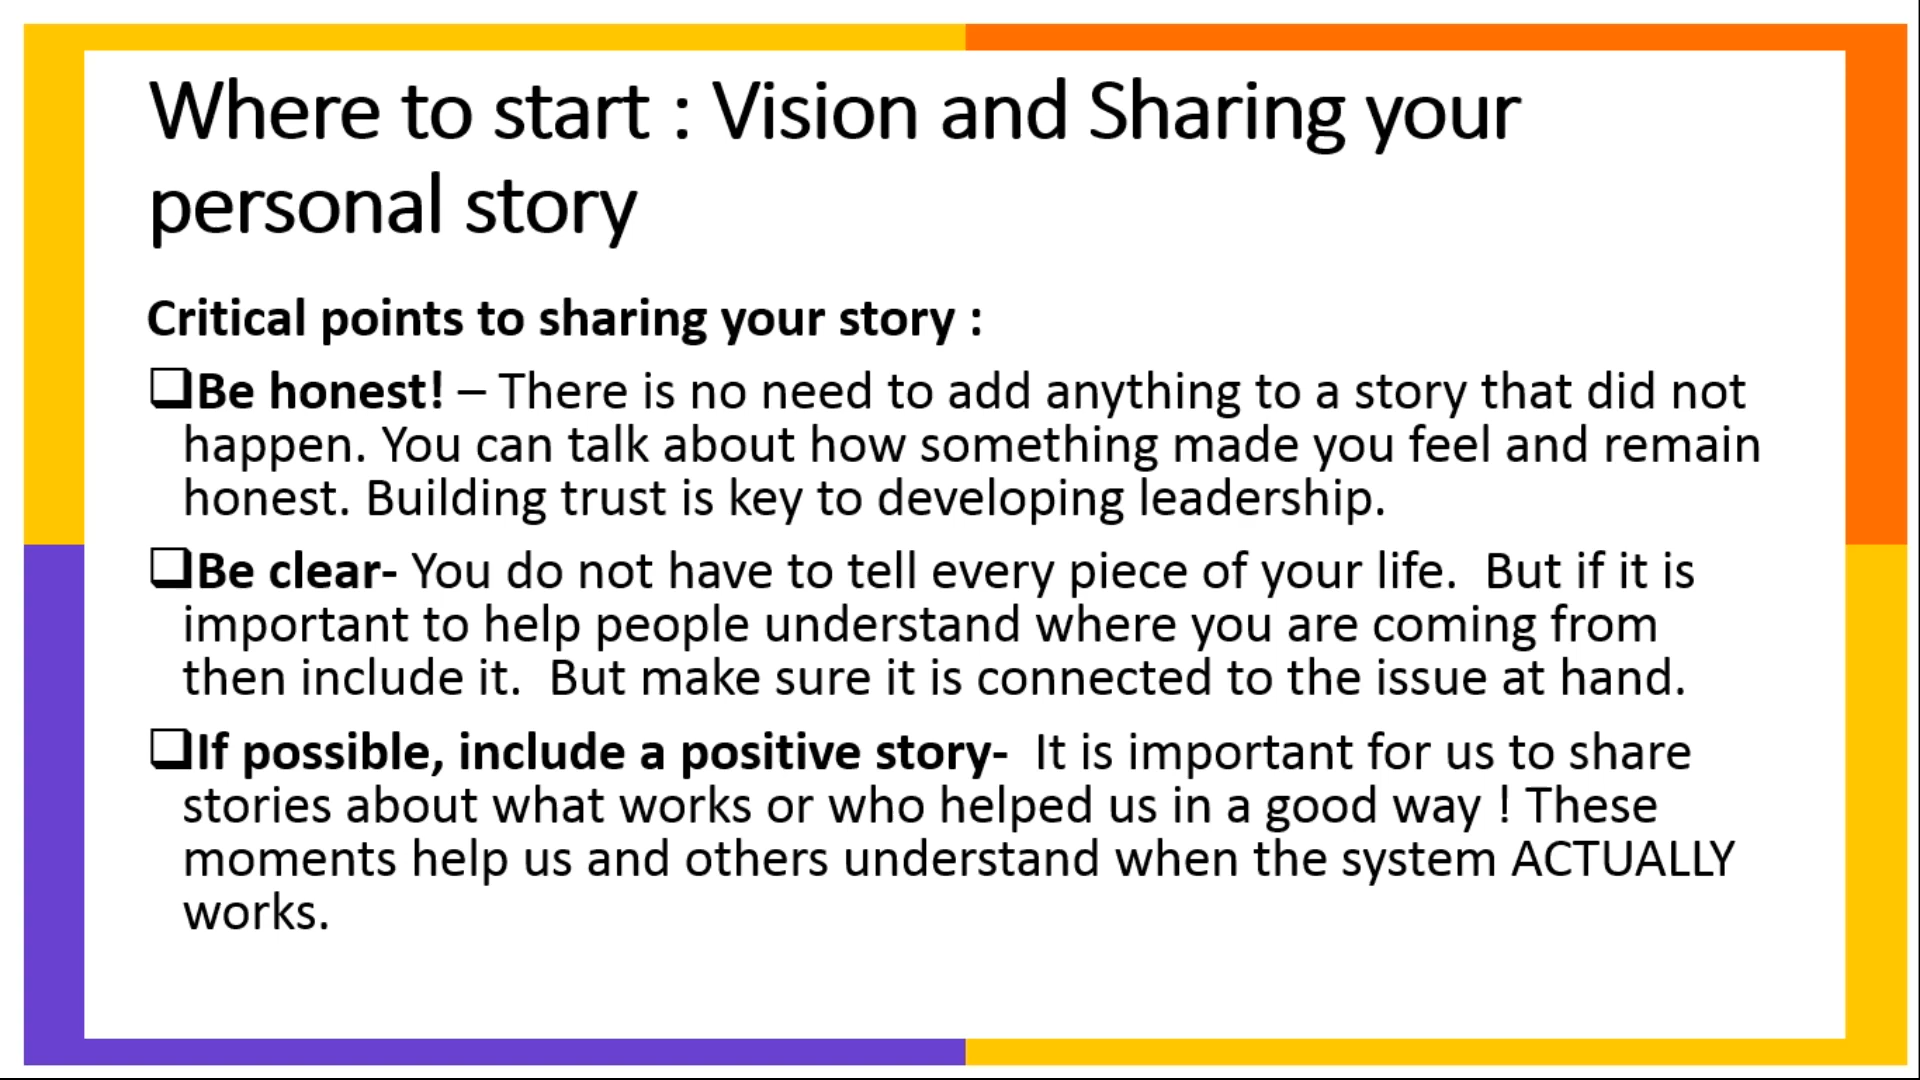 Where to start : Vision and Sharing your
personal story
Critical points to sharing your story :
❑Be honest! – There is no need to add anything to a story that did not
happen. You can talk about how something made you feel and remain
honest. Building trust is key to developing leadership.
❑Be clear- You do not have to tell every piece of your life.  But if it is
important to help people understand where you are coming from
then include it.  But make sure it is connected to the issue at hand.
❑If possible, include a positive story-  It is important for us to share
stories about what works or who helped us in a good way ! These
moments help us and others understand when the system ACTUALLY
works.